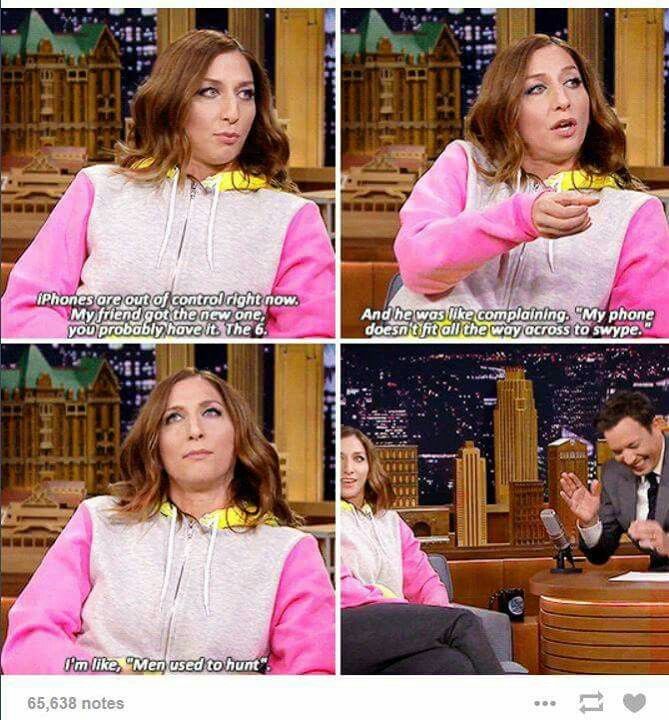 iPhones are out of control right now.
My friend got the new one,
you probably have it. The 6.
And he was like complaining. "My phone
doesn't fit all the way across to swype."
I'm like, "Men used to hunt".
65,638 notes